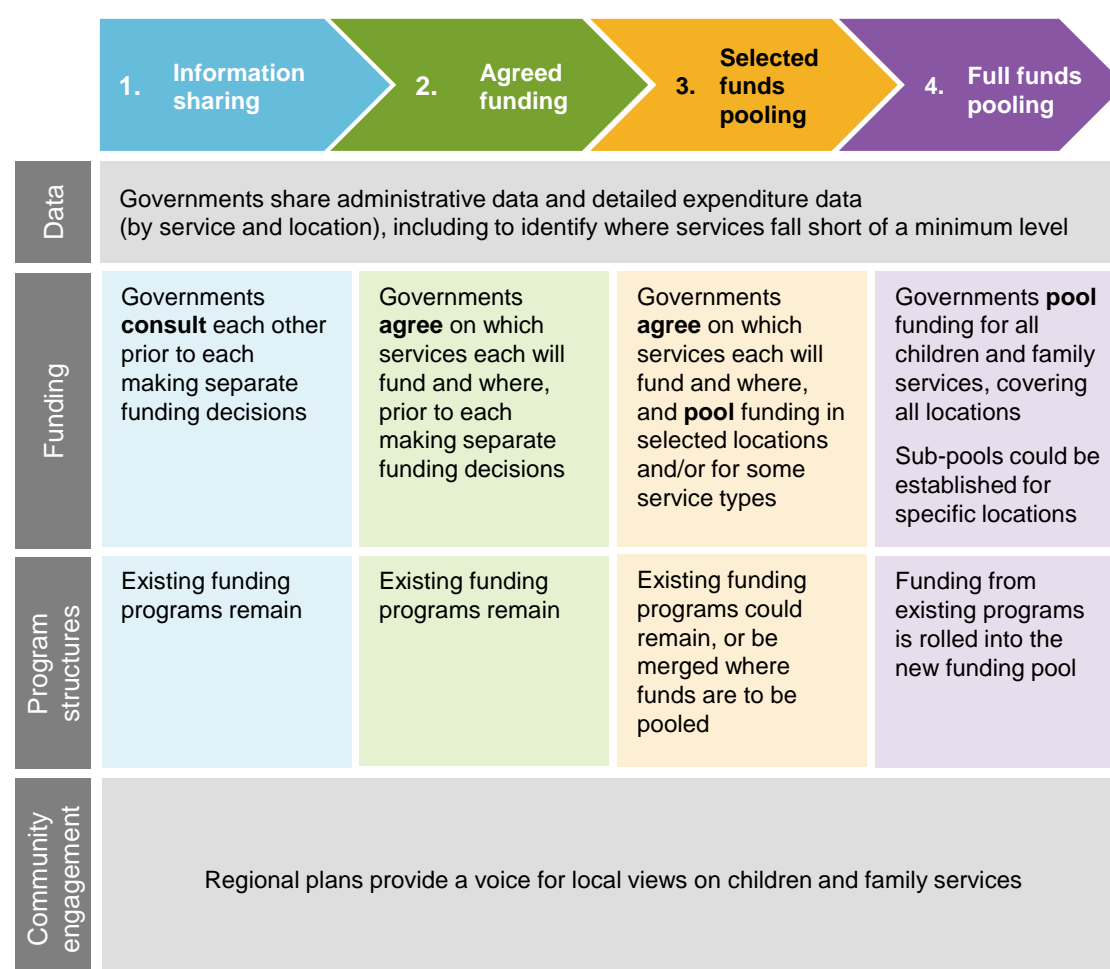 1. Information
sharing
2. Agreed
funding
3. Selected
funds
pooling
4. Full funds
pooling
Data
Governments share administrative data and detailed expenditure data
(by service and location), including to identify where services fall short of a minimum level
Funding
Governments
consult each other
prior to each
making separate
funding decisions
Governments
agree on which
services each will
fund and where,
prior to each
making separate
funding decisions
Governments
agree on which
services each will
fund and where,
and pool funding in
selected locations
and/or for some
service types
Governments pool
funding for all
children and family
services, covering
all locations
Sub-pools could be
established for
specific locations
Program
structures
Existing funding
programs remain
Existing funding
programs remain
Existing funding
programs could
remain, or be
merged where
funds are to be
pooled
Funding from
existing programs
is rolled into the
new funding pool
Community
engagement
Regional plans provide a voice for local views on children and family services